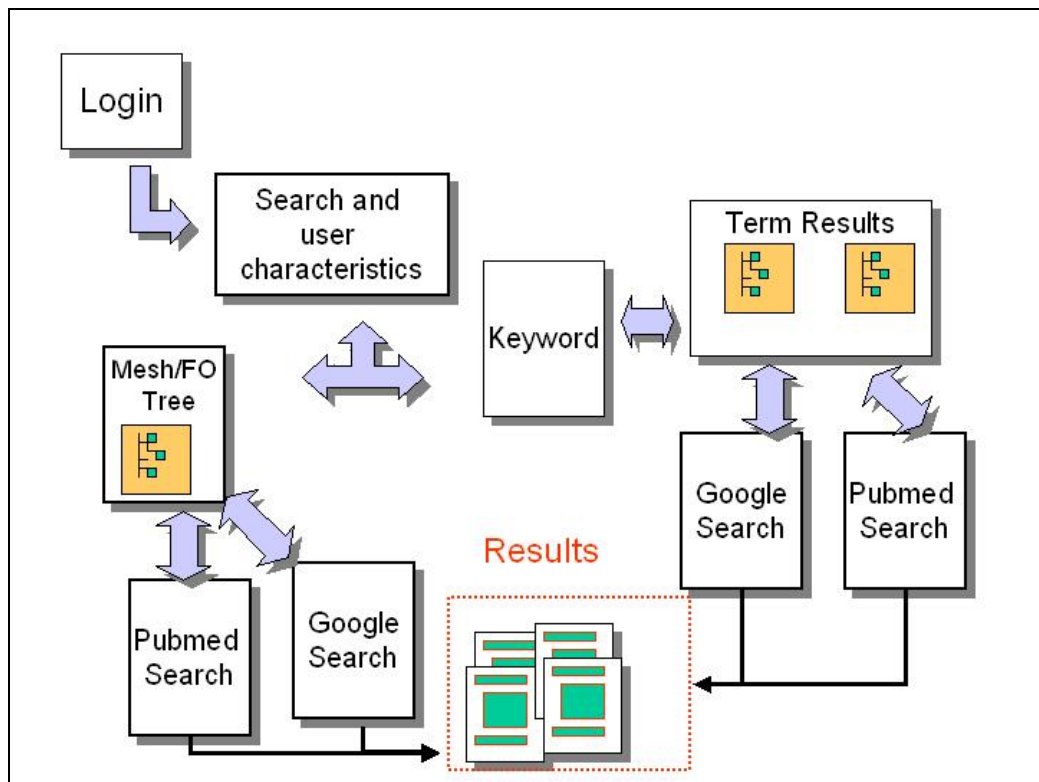 Login
Search and
user
characteristics
Term Results
Keyword
Mesh/FO
Tree
Google
Search
Pubmed
Search
Results
Pubmed
Search
Google
Search